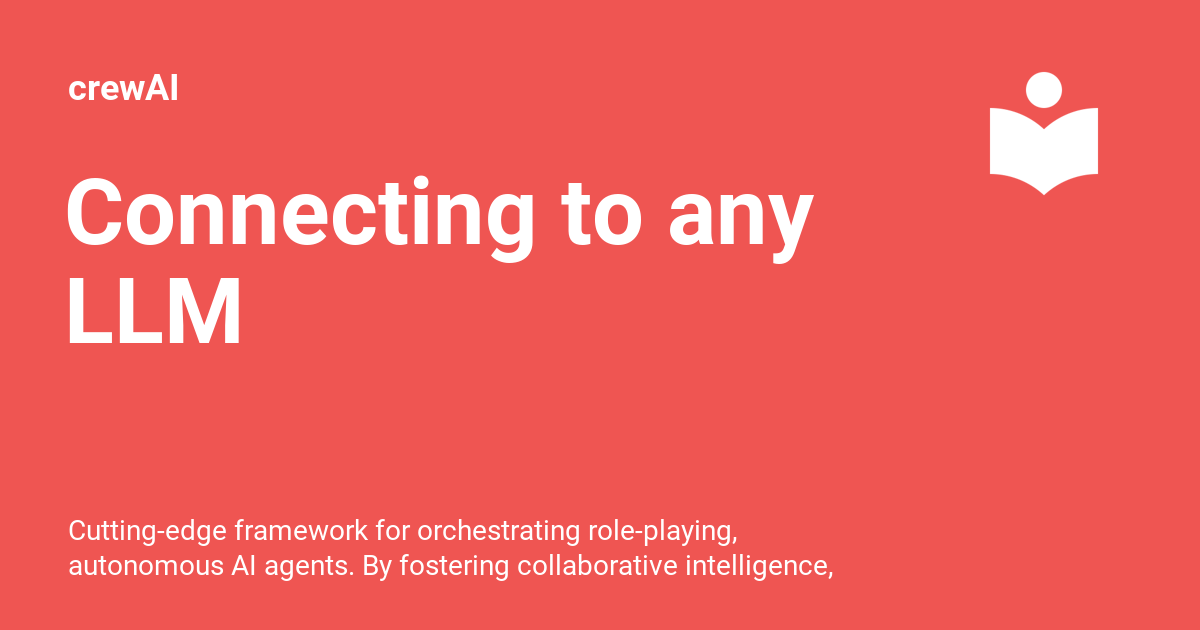 crewAI
Connecting to any
LLM
Cutting-edge framework for orchestrating role-playing,
autonomous AI agents. By fostering collaborative intelligence,